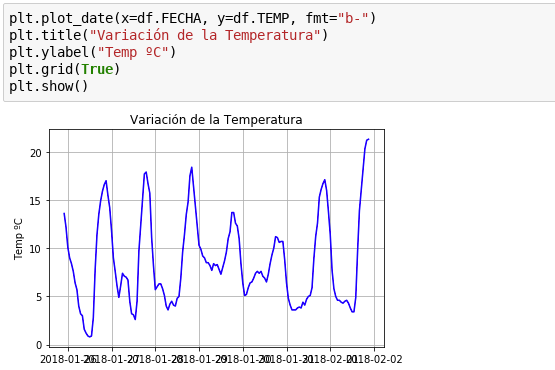 plt.plot_date(x=df.FECHA, y=df.TEMP, fmt="b-")
plt.title("Variación de la Temperatura")
plt.ylabel("Temp ºC")
plt.grid(True)
plt.show()
Variación de la Temperatura
20
15
10
5
0
Temp ºC
2018-01-26 2018-01-27 2018-01-28 2018-01-29 2018-01-30 2018-01-31 2018-02-01 2018-02-02